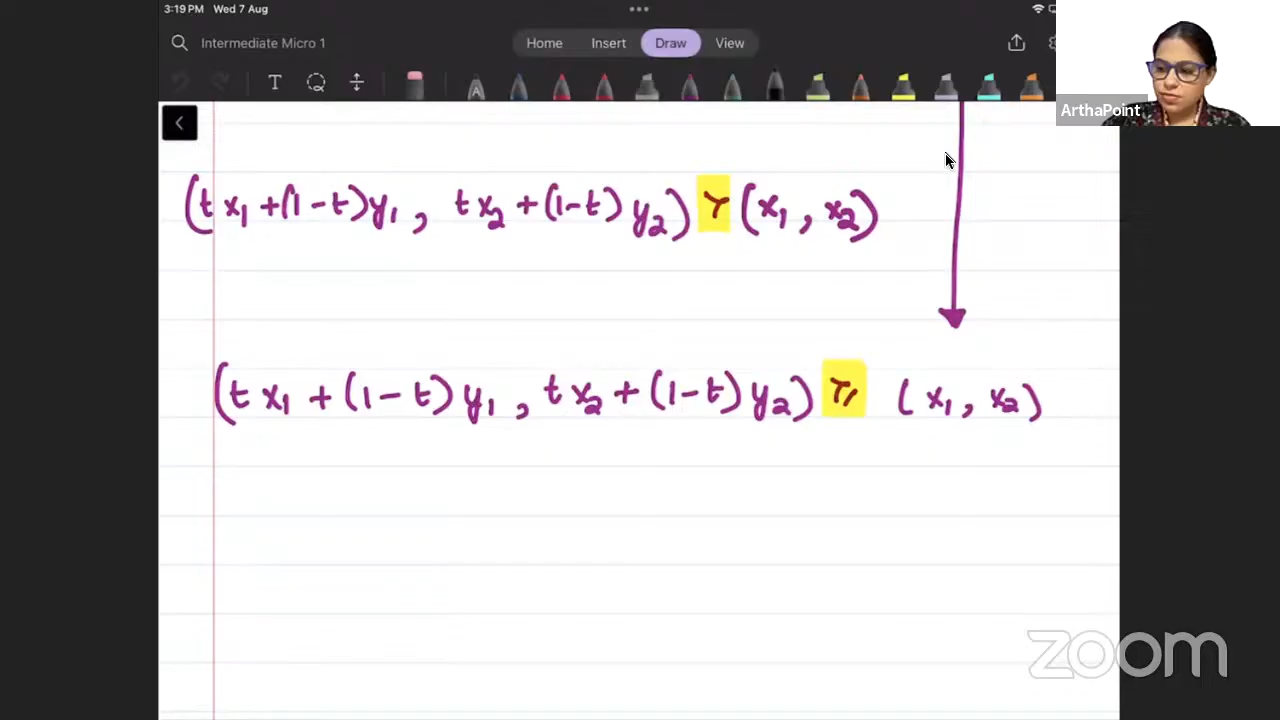 3:19 PM Wed 7 Aug
Intermediate Micro 1
Home Insert Draw View
ArthaPoint
(tx₁+(1-t)y₁, tx₂+(1-t)y₂) ≻ (x₁, x₂)
(tx₁+(1-t)y₁, tx₂+(1-t)y₂) ≽ (x₁, x₂)
zoom